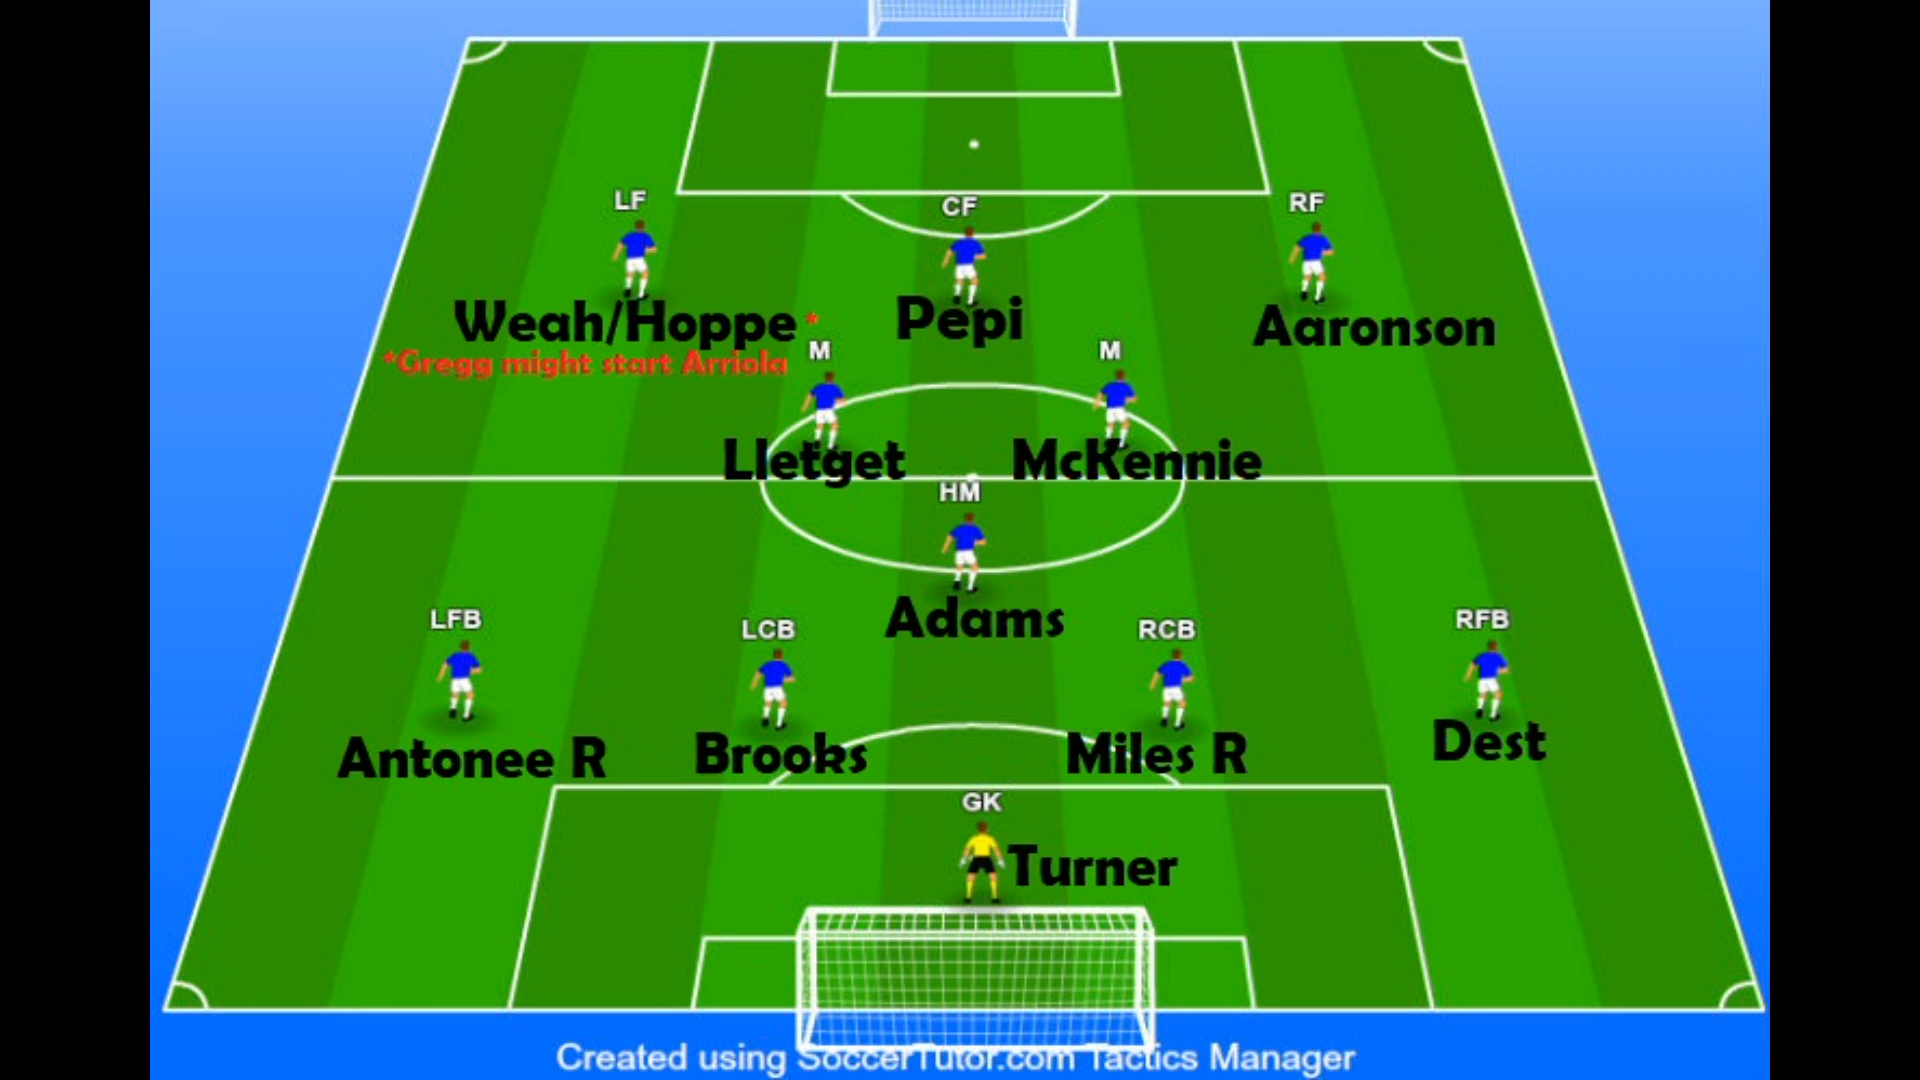 LF
CF
RF
Weah/Hoppe*
Pepi
Aaronson
*Gregg might start Arriola
M
M
Lletget
McKennie
HM
Adams
LFB
LCB
RCB
RFB
Antonee R
Brooks
Miles R
Dest
GK
Turner
Created using SoccerTutor.com Tactics Manager